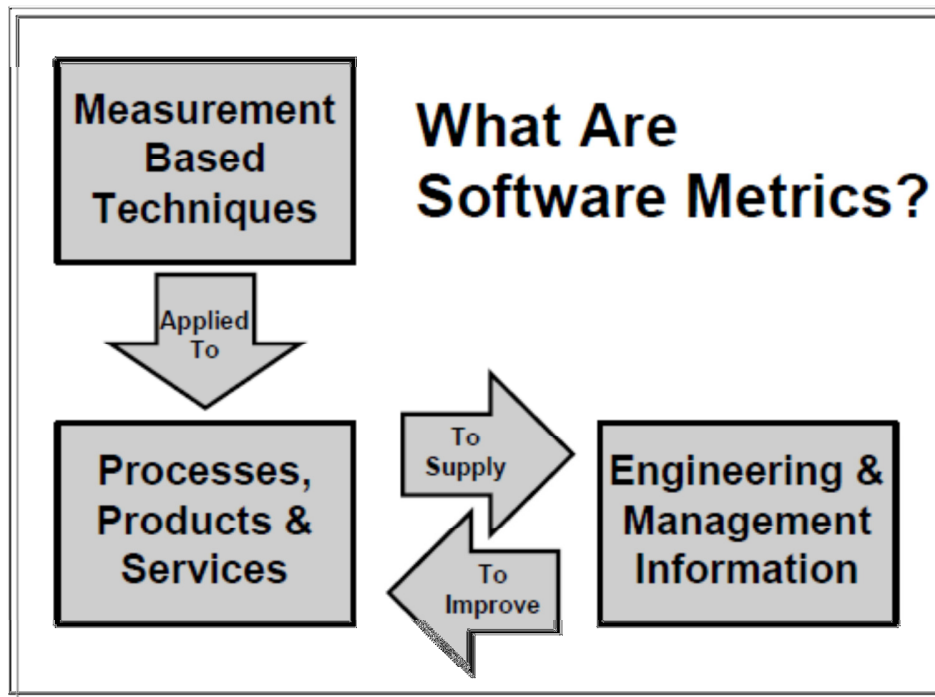 Measurement
Based
Techniques
What Are
Software Metrics?
Applied
To
Processes,
Products &
Services
To
Supply
To
Improve
Engineering &
Management
Information